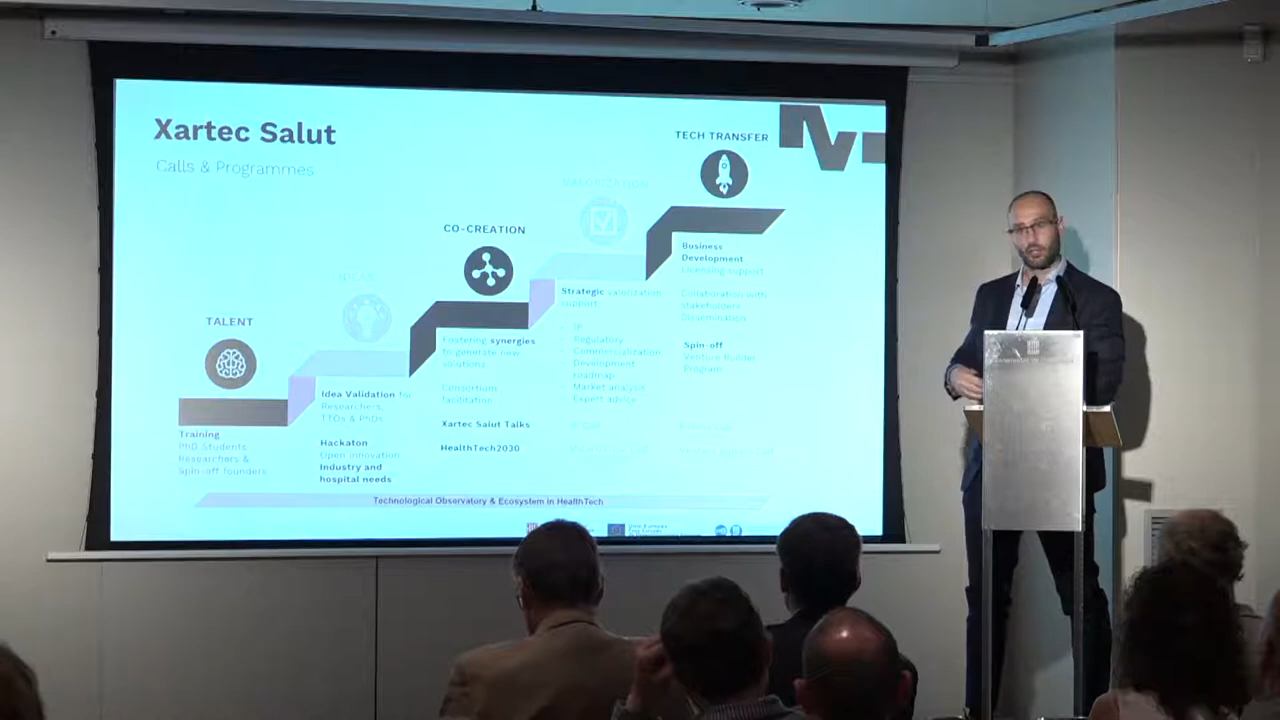 Xartec Salut
Calls & Programmes
TALENT
Training
PhD Students
Researchers &
Spin-off founders
IDEAS
Idea Validation for
Researchers,
TTOs & PhDs
Hackaton
Open innovation
Industry and
hospital needs
CO-CREATION
Fostering synergies
to generate new
solutions
Consortium
facilitation
Xartec Salut Talks
HealthTech2030
VALORIZATION
Strategic valorization
support:
IP
Regulatory
Commercialization
Development
roadmap
Market analysis
Expert advice
TECH TRANSFER
Business
Development
Licensing support
Collaboration with
stakeholders
Dissemination
Spin-off
Venture Builder
Program
Technological Observatory & Ecosystem in HealthTech